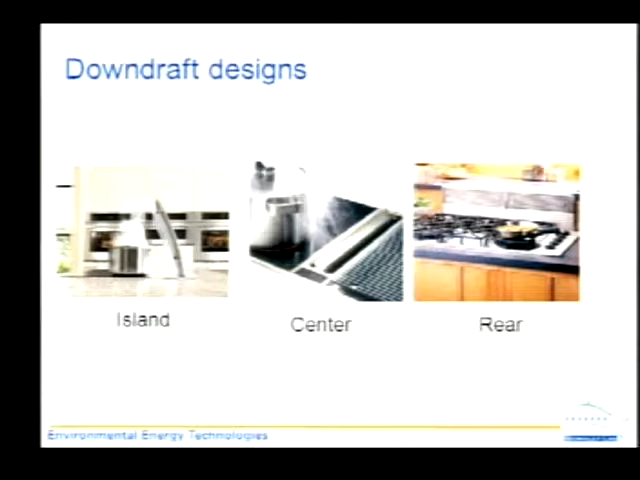 Downdraft designs
Island
Center
Rear
Environmental Energy Technologies